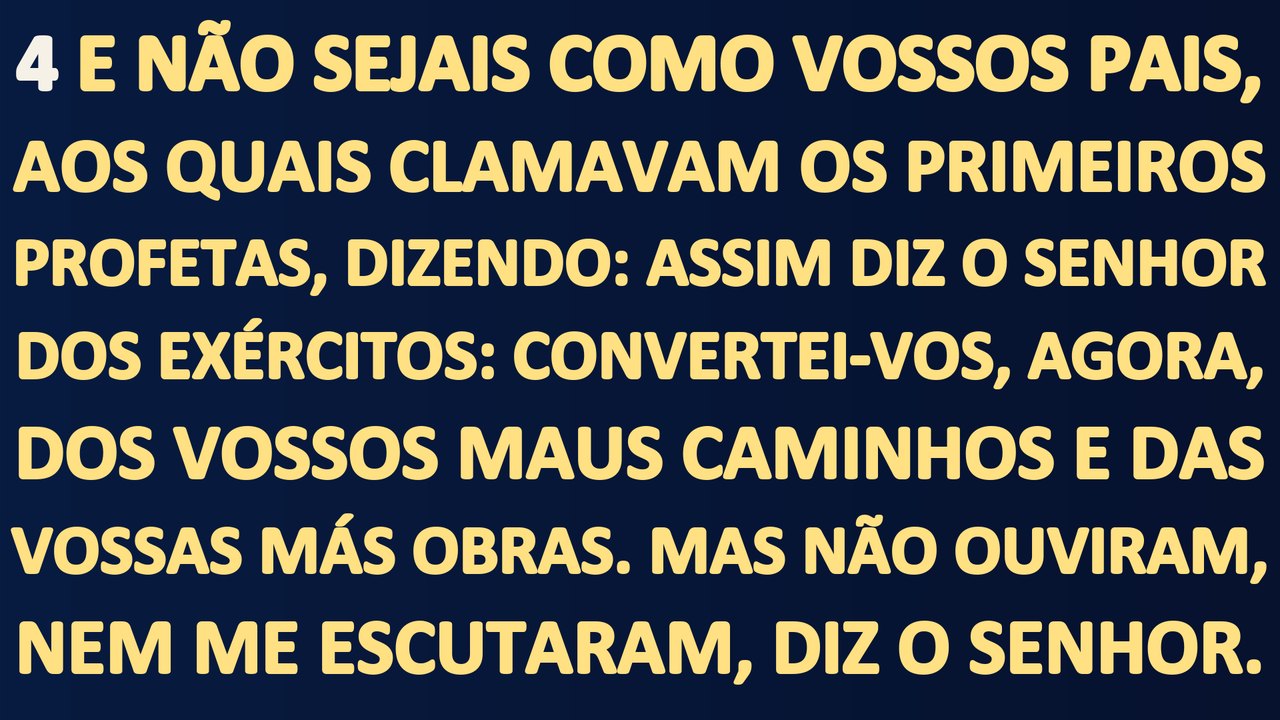 4 E NÃO SEJAIS COMO VOSSOS PAIS,
AOS QUAIS CLAMAVAM OS PRIMEIROS
PROFETAS, DIZENDO: ASSIM DIZ O SENHOR
DOS EXÉRCITOS: CONVERTEI-VOS, AGORA,
DOS VOSSOS MAUS CAMINHOS E DAS
VOSSAS MÁS OBRAS. MAS NÃO OUVIRAM,
NEM ME ESCUTARAM, DIZ O SENHOR.